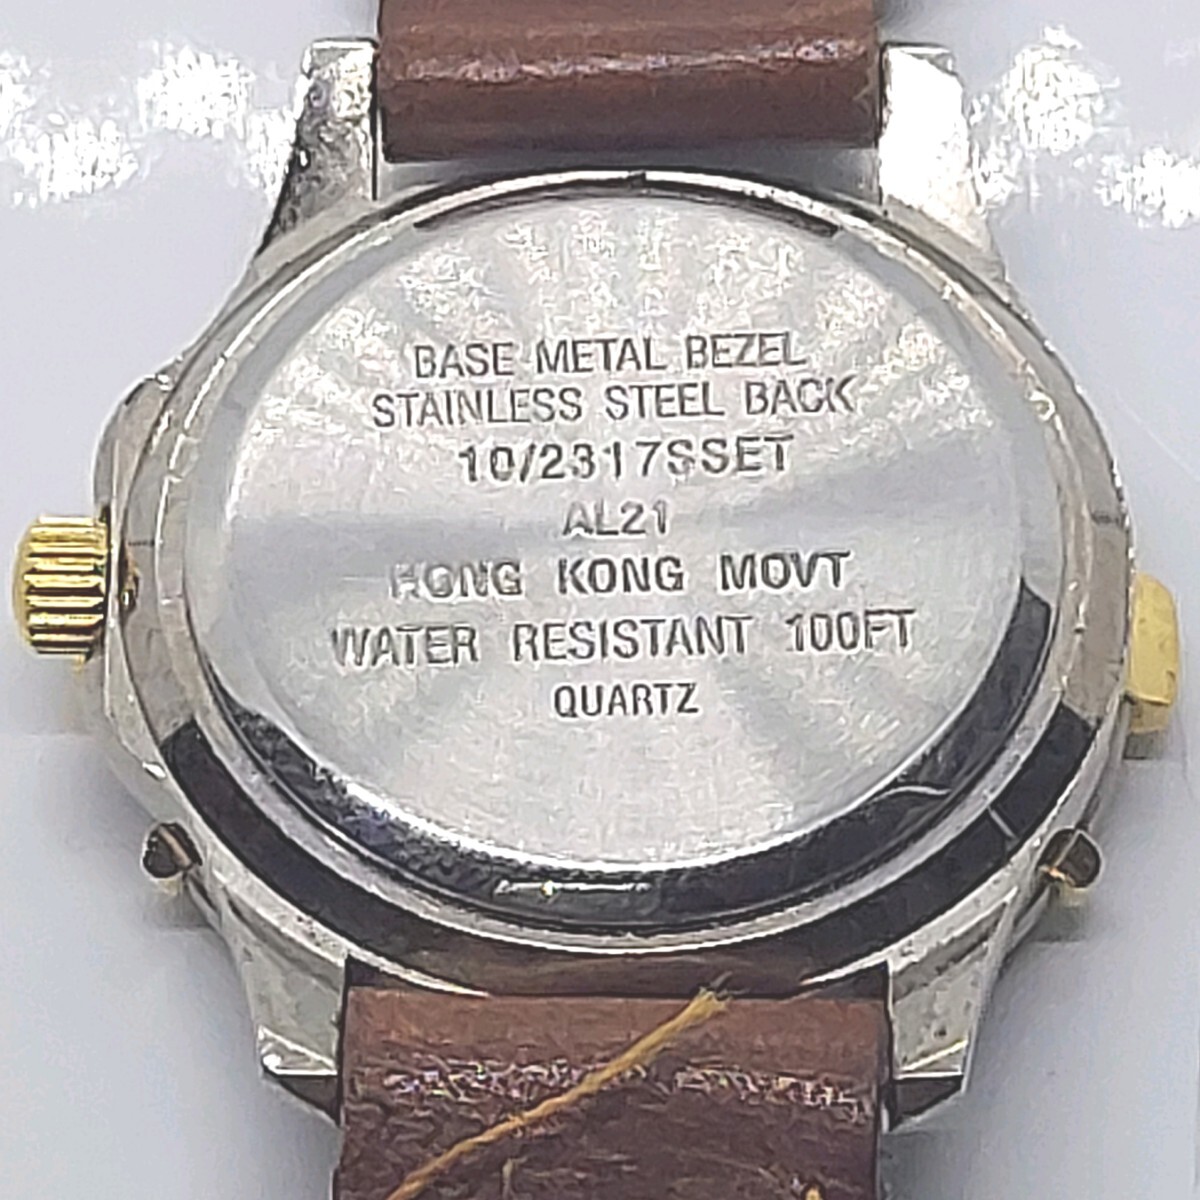 BASE METAL BEZEL
STAINLESS STEEL BACK
10/2317SSET
AL21
HONG KONG MOVT
WATER RESISTANT 100FT
QUARTZ